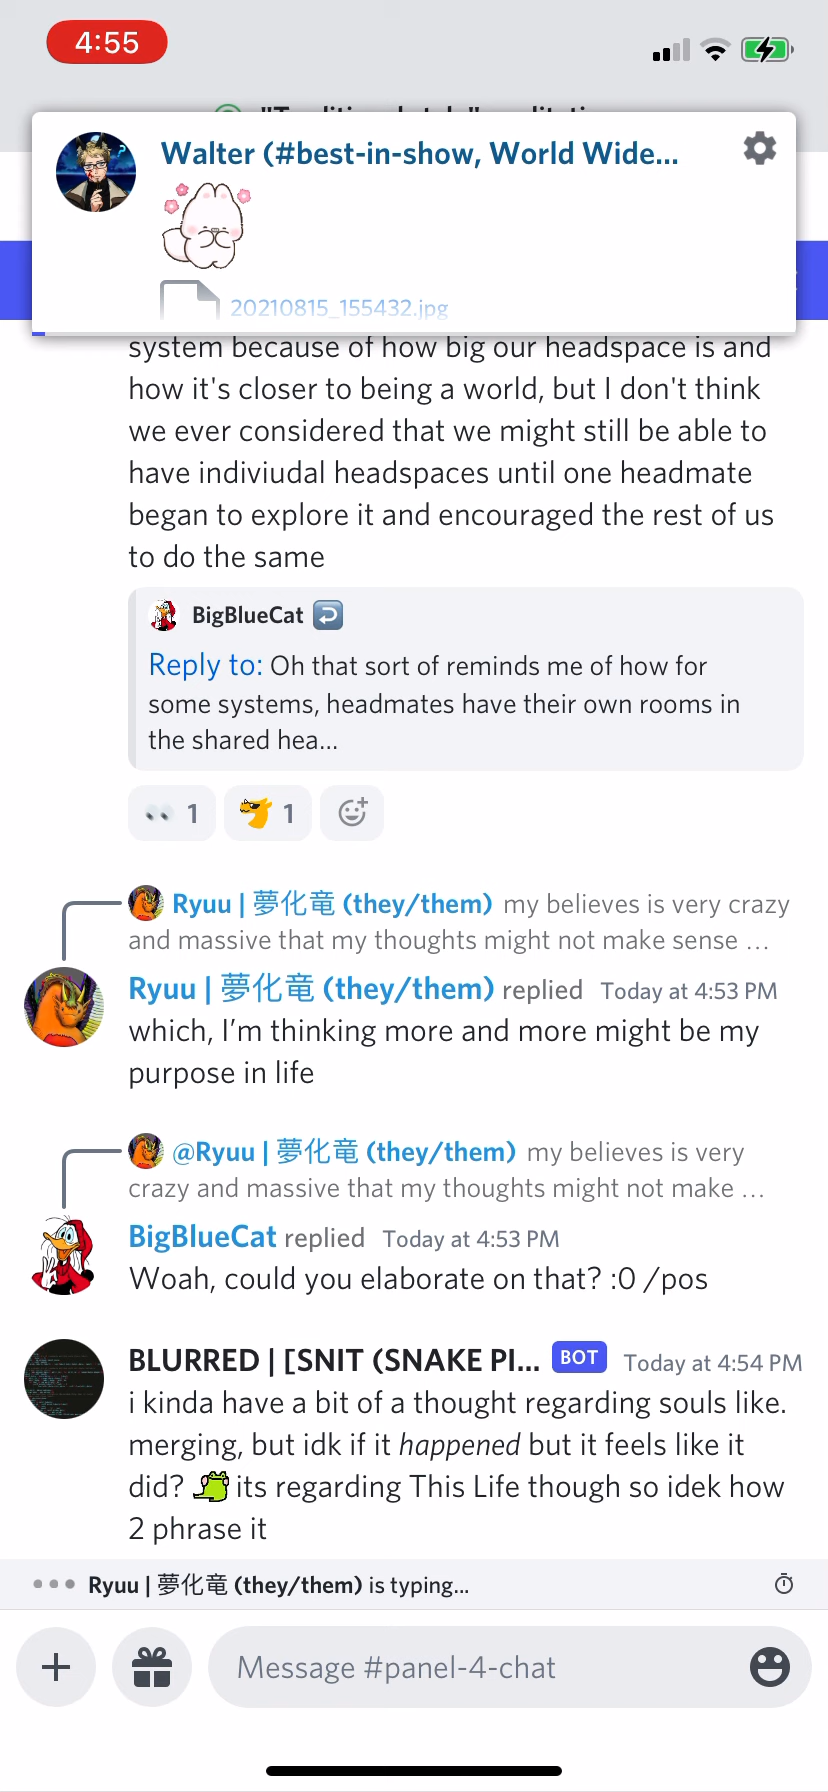 4:55
Walter (#best-in-show, World Wide...
20210815_155432.jpg
system because of how big our headspace is and
how it's closer to being a world, but I don't think
we ever considered that we might still be able to
have indiviudal headspaces until one headmate
began to explore it and encouraged the rest of us
to do the same
BigBlueCat
Reply to: Oh that sort of reminds me of how for
some systems, headmates have their own rooms in
the shared hea...
1 1
Ryuu | 夢化竜 (they/them) my believes is very crazy
and massive that my thoughts might not make sense ...
Ryuu | 夢化竜 (they/them) replied Today at 4:53 PM
which, I’m thinking more and more might be my
purpose in life
@Ryuu | 夢化竜 (they/them) my believes is very
crazy and massive that my thoughts might not make ...
BigBlueCat replied Today at 4:53 PM
Woah, could you elaborate on that? :0 /pos
BLURRED | [SNIT (SNAKE PI... BOT Today at 4:54 PM
i kinda have a bit of a thought regarding souls like.
merging, but idk if it happened but it feels like it
did? its regarding This Life though so idek how
2 phrase it
Ryuu | 夢化竜 (they/them) is typing...
Message #panel-4-chat